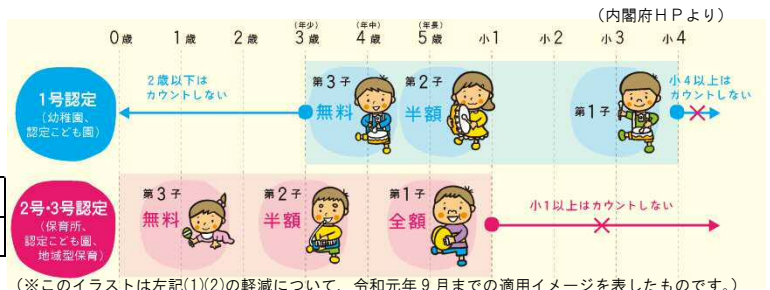 (内閣府HPより)
(年少) (年中) (年長)
0歳 1歳 2歳 3歳 4歳 5歳 小1 小2 小3 小4
1号認定
(幼稚園、
認定こども園)
2歳以下は
カウントしない
第3子
無料
第2子
半額
第1子
小4以上は
カウントしない
2号・3号認定
(保育所、
認定こども園、
地域型保育)
第3子
無料
第2子
半額
第1子
全額
小1以上はカウントしない
(※このイラストは左記(1)(2)の軽減について、令和元年9月までの適用イメージを表したものです。)